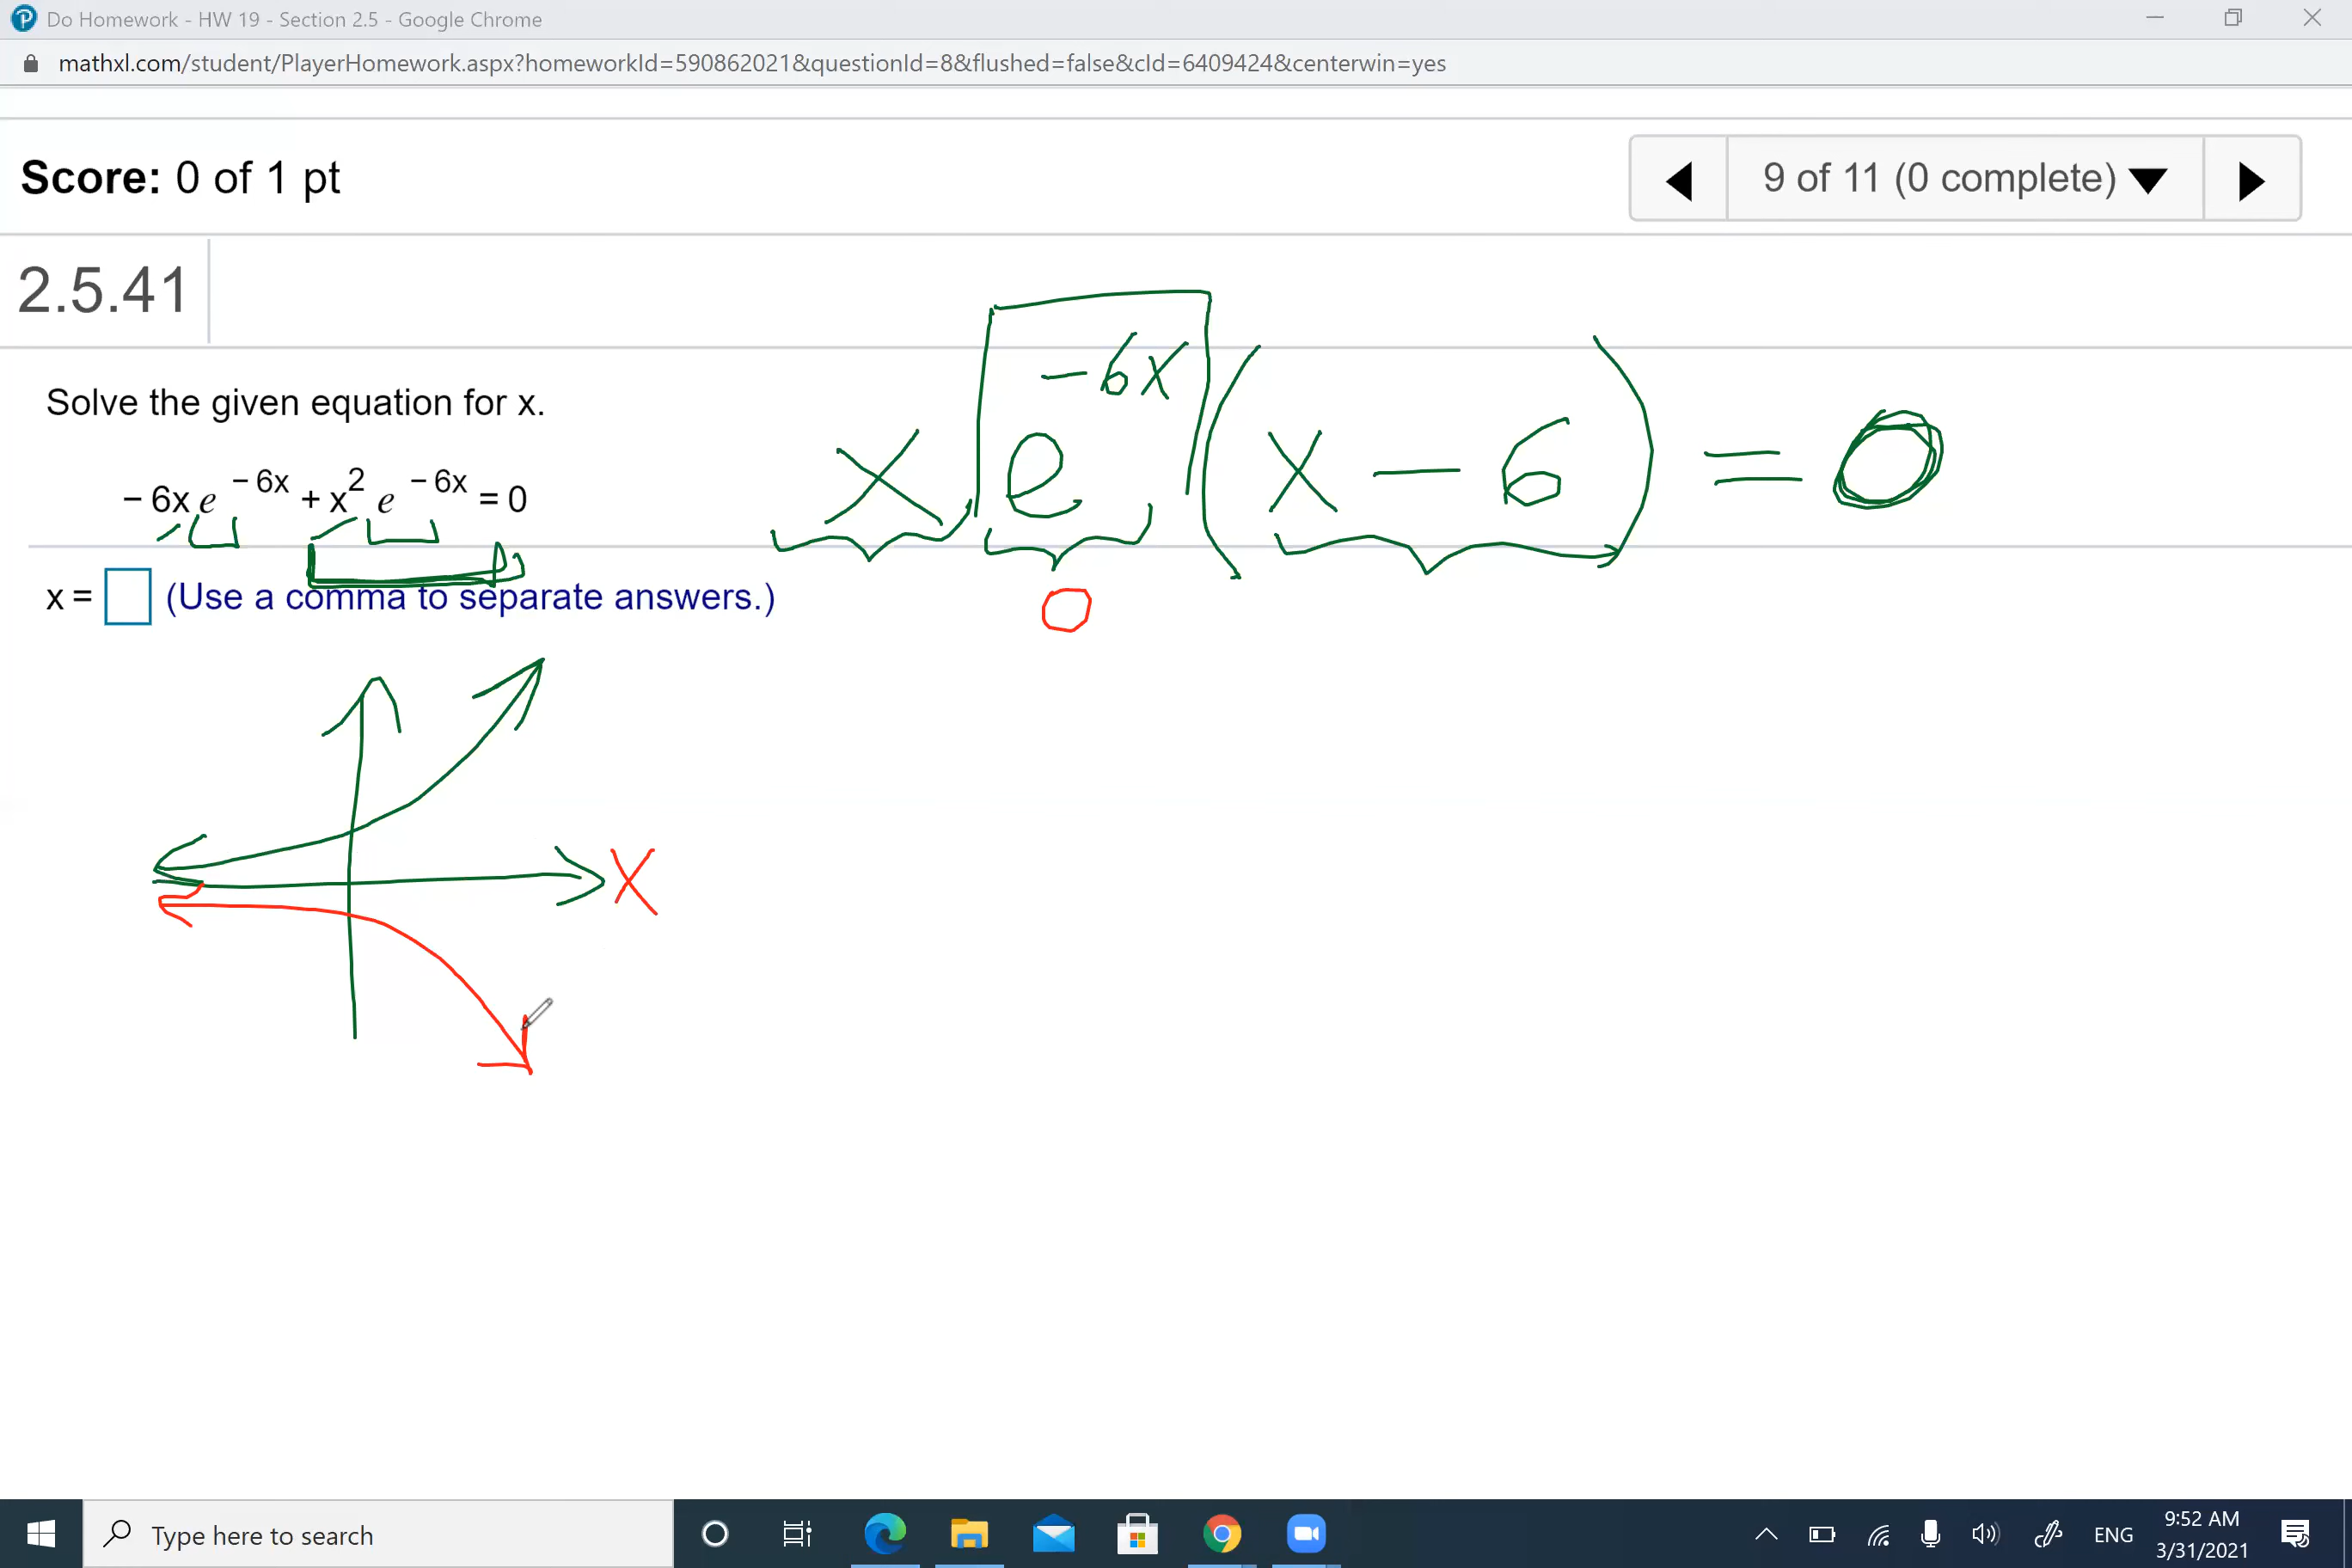 Do Homework - HW 19 - Section 2.5 - Google Chrome
mathxl.com/student/PlayerHomework.aspx?homeworkId=590862021&questionId=8&flushed=false&cId=6409424&centerwin=yes
Score: 0 of 1 pt
9 of 11 (0 complete)
2.5.41
Solve the given equation for x.
− 6x e^{− 6x} + x² e^{− 6x} = 0
x e^{−6x} (x − 6) = 0
x = (Use a comma to separate answers.)
0
X
Type here to search
ENG
9:52 AM
3/31/2021